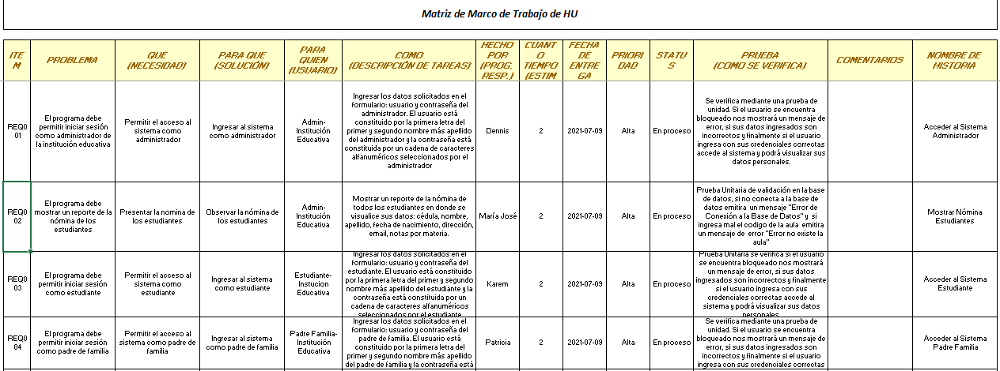 Matriz de Marco de Trabajo de HU
ITE
M
PROBLEMA
QUE
(NECESIDAD)
PARA QUE
(SOLUCIÓN)
PARA
QUIEN
(USUARIO)
COMO
(DESCRIPCIÓN DE TAREAS)
HECHO
POR
(PROG.
RESP.)
CUANT
O
TIEMPO
(ESTIM
FECHA
DE
ENTRE
GA
PRIORI
DAD
STATU
S
PRUEBA
(COMO SE VERIFICA)
COMENTARIOS
NOMBRE DE
HISTORIA
REQ0
01
El programa debe
permitir iniciar sesión
como administrador de
la institución educativa
Permitir el acceso al
sistema como
administrador
Ingresar al sistema
como administrador
Admin-
Institución
Educativa
Ingresar los datos solicitados en el
formulario: usuario y contraseña del
administrador. El usuario está
constituido por la primera letra del
primer y segundo nombre más apellido
del administrador y la contraseña está
constituida por un cadena de caracteres
alfanuméricos seleccionados por el
administrador
Dennis
2
2021-07-09
Alta
En proceso
Se verifica mediante una prueba de
unidad. Si el usuario se encuentra
bloqueado nos mostrará un mensaje de
error, si sus datos ingresados son
incorrectos y finalmente si el usuario
ingresa con sus credenciales correctas
accede al sistema y podrá visualizar sus
datos personales.
Acceder al Sistema
Administrador
REQ0
02
El programa debe
mostrar un reporte de la
nómina de los
estudiantes
Presentar la nomina de
los estudiantes
Observar la nómina de
los estudiantes
Admin-
Institución
Educativa
Mostrar un reporte de la nómina de
todos los estudiantes en donde se
visualice sus datos: cédula, nombre,
apellido, fecha de nacimiento, dirección,
email, notas por materia.
María José
2
2021-07-09
Alta
En proceso
Prueba Unitaria de validación en la base
de datos, si no conecta a la base de
datos emitira un mensaje "Error de
Conexión a la Base de Datos" y si
ingresa mal el codigo de la aula emitira
un mensaje de error "Error no existe la
aula"
Mostrar Nómina
Estudiantes
REQ0
03
El programa debe
permitir iniciar sesión
como estudiante
Permitir el acceso al
sistema como
estudiante
Ingresar al sistema
como estudiante
Estudiante-
Instucion
Educativa
Ingresar los datos solicitados en el
formulario: usuario y contraseña del
estudiante. El usuario está constituido
por la primera letra del primer y segundo
nombre más apellido del estudiante y la
contraseña está constituida por un
cadena de caracteres alfanuméricos
seleccionados por el estudiante
Karem
2
2021-07-09
Alta
En proceso
Prueba Unitaria se verifica si el usuario
se encuentra bloqueado nos mostrará
un mensaje de error, si sus datos
ingresados son incorrectos y finalmente
si el usuario ingresa con sus
credenciales correctas accede al
sistema y podrá visualizar sus datos
personales
Acceder al Sistema
Estudiante
REQ0
04
El programa debe
permitir iniciar sesión
como padre de familia
Permitir el acceso al
sistema como padre de
familia
Ingresar al sistema
como padre de familia
Padre Familia-
Institución
Educativa
Ingresar los datos solicitados en el
formulario: usuario y contraseña del
padre de familia. El usuario está
constituido por la primera letra del
primer y segundo nombre más apellido
del padre de familia y la contraseña está
Patricia
2
2021-07-09
Alta
En proceso
Se verifica mediante una prueba de
unidad. Si el usuario se encuentra
bloqueado nos mostrará un mensaje de
error, si sus datos ingresados son
incorrectos y finalmente si el usuario
ingresa con sus credenciales correctas
Acceder al Sistema
Padre Familia